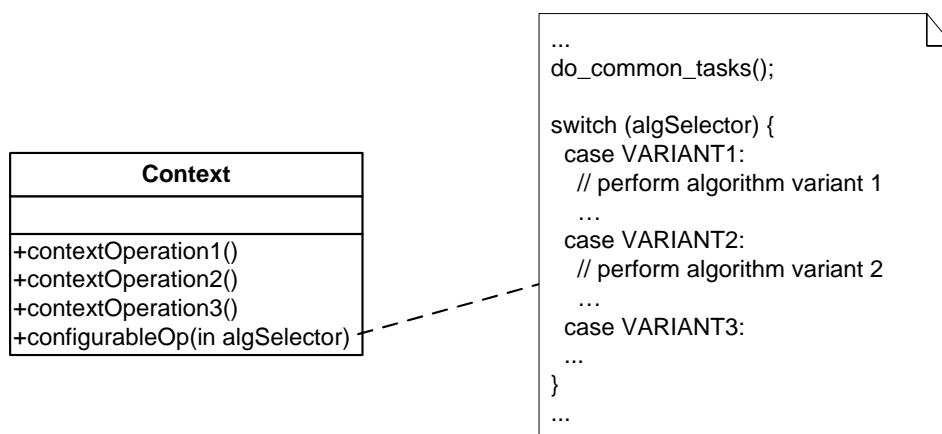 Context
+contextOperation1()
+contextOperation2()
+contextOperation3()
+configurableOp(in algSelector)
...
do_common_tasks();
switch (algSelector) {
case VARIANT1:
// perform algorithm variant 1
…
case VARIANT2:
// perform algorithm variant 2
…
case VARIANT3:
...
}
...